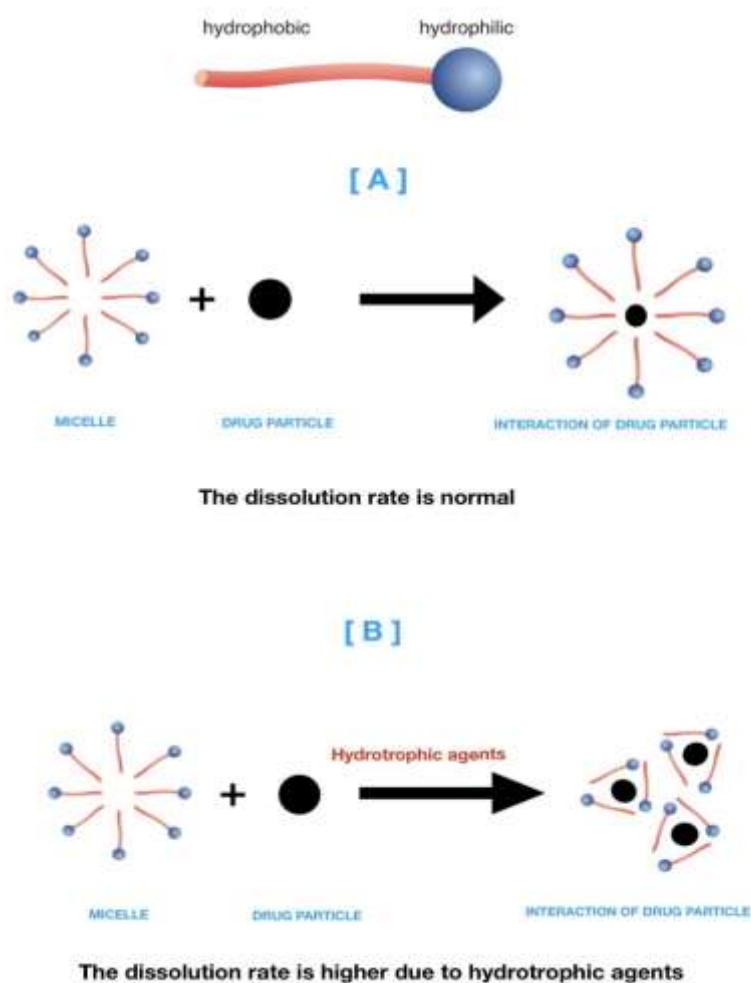 hydrophobic hydrophilic
[ A ]
+
MICELLE DRUG PARTICLE INTERACTION OF DRUG PARTICLE
The dissolution rate is normal
[ B ]
Hydrotrophic agents
+
MICELLE DRUG PARTICLE INTERACTION OF DRUG PARTICLE
The dissolution rate is higher due to hydrotrophic agents